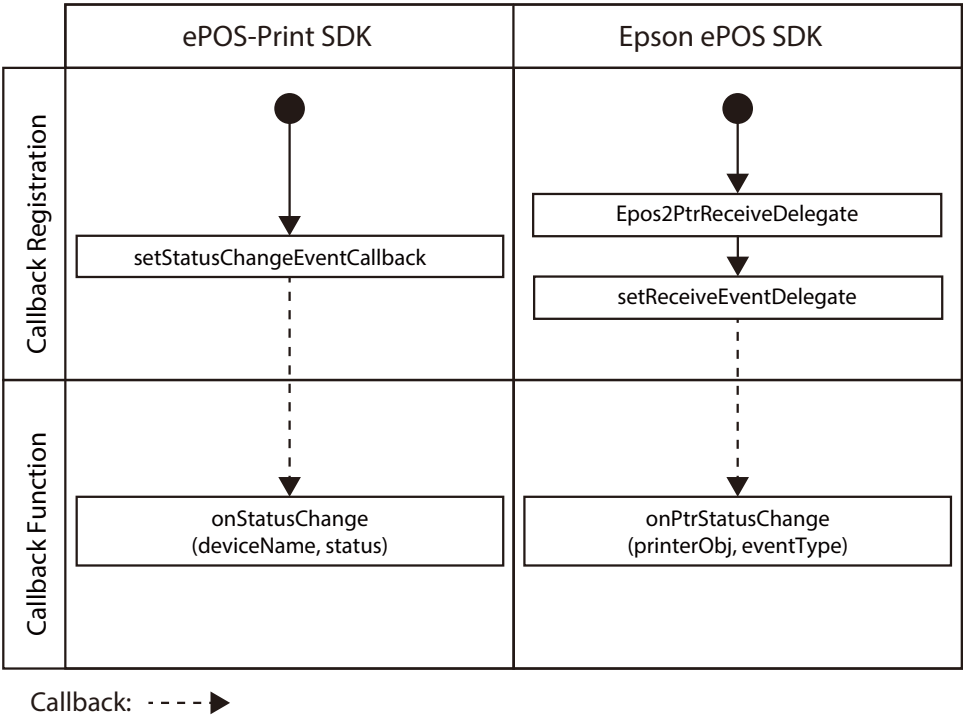 ePOS-Print SDK
Epson ePOS SDK
Callback Registration
setStatusChangeEventCallback
Epos2PtrReceiveDelegate
setReceiveEventDelegate
Callback Function
onStatusChange
(deviceName, status)
onPtrStatusChange
(printerObj, eventType)
Callback: